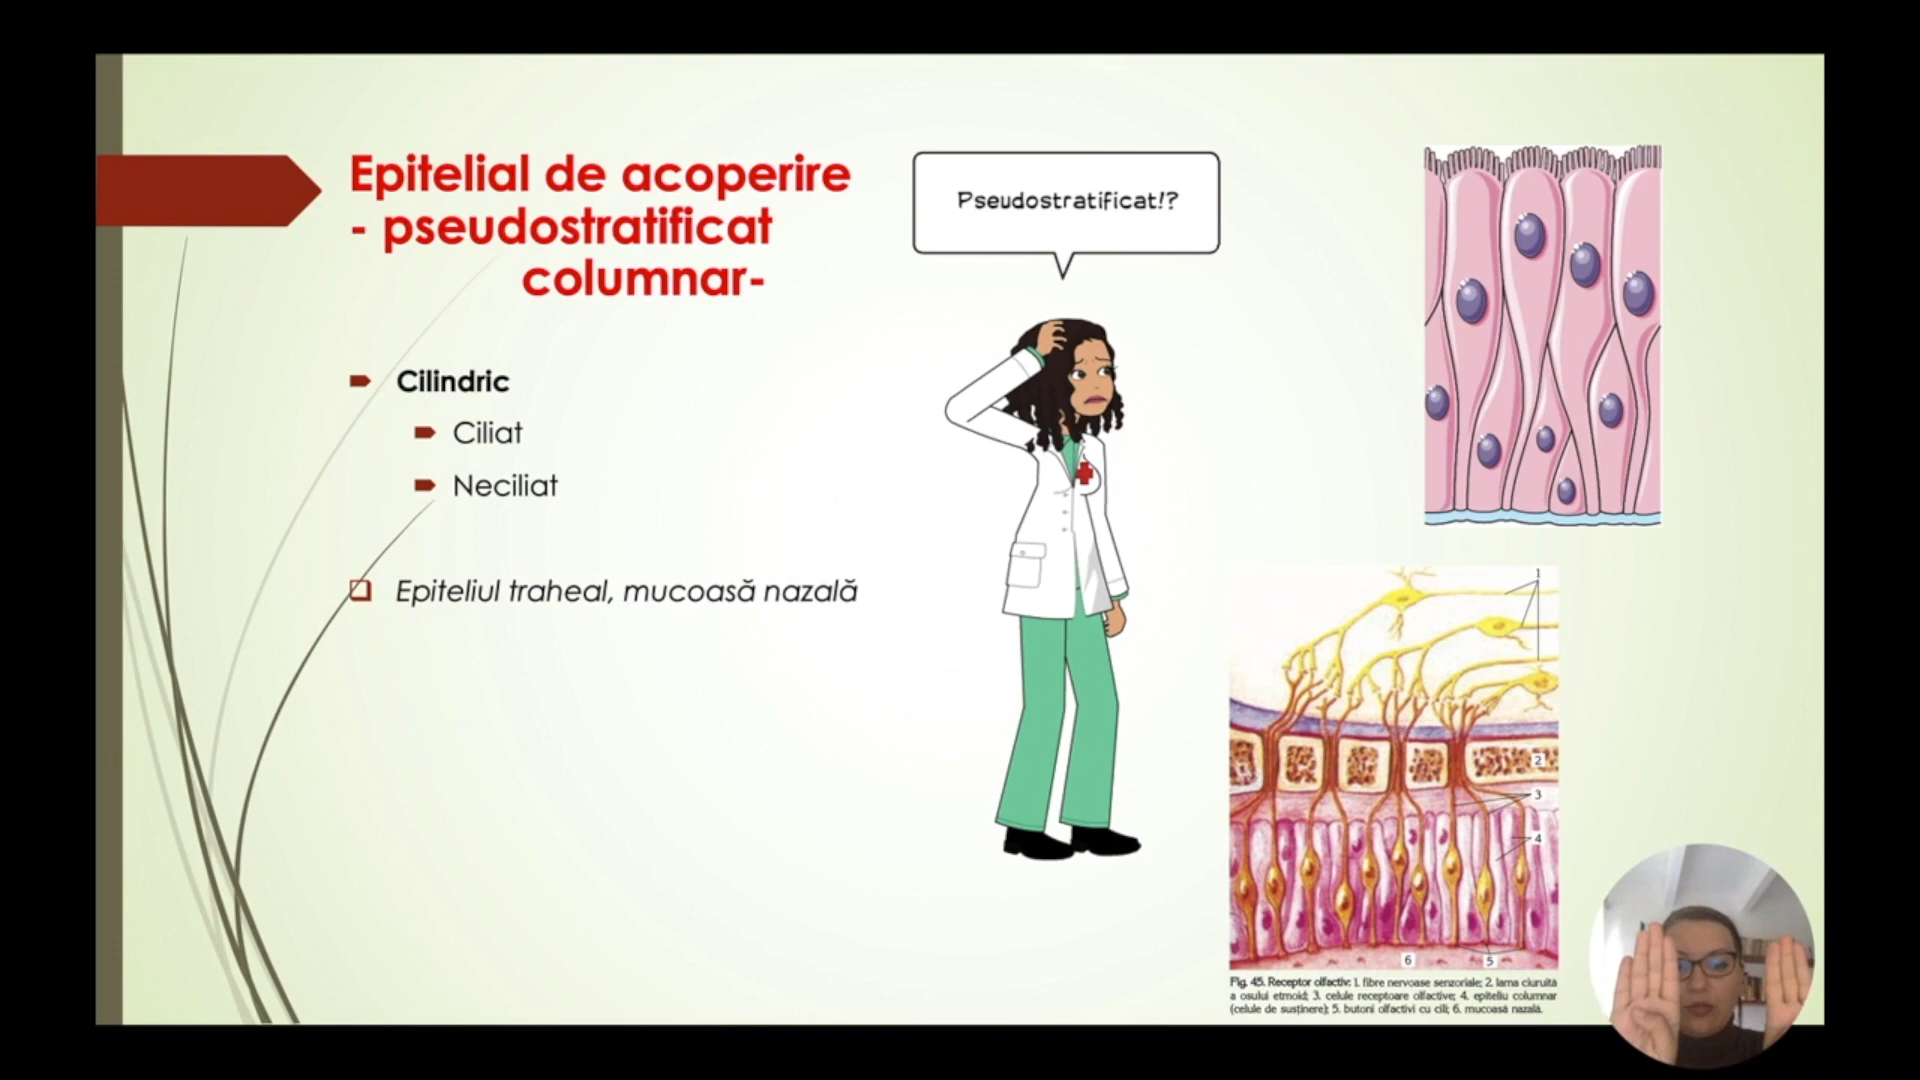 Epitelial de acoperire
- pseudostratificat
columnar-
Cilindric
Ciliat
Neciliat
Epiteliul traheal, mucoasă nazală
Pseudostratificat!?
1
2
3
4
6
5
Fig. 45. Receptor olfactiv: 1. fibre nervoase senzoriale; 2. lama ciuruită
a osului etmoid; 3. celule receptoare olfactive; 4. epiteliu columnar
(celule de susținere); 5. butoni olfactivi cu cili; 6. mucoasă nazală.